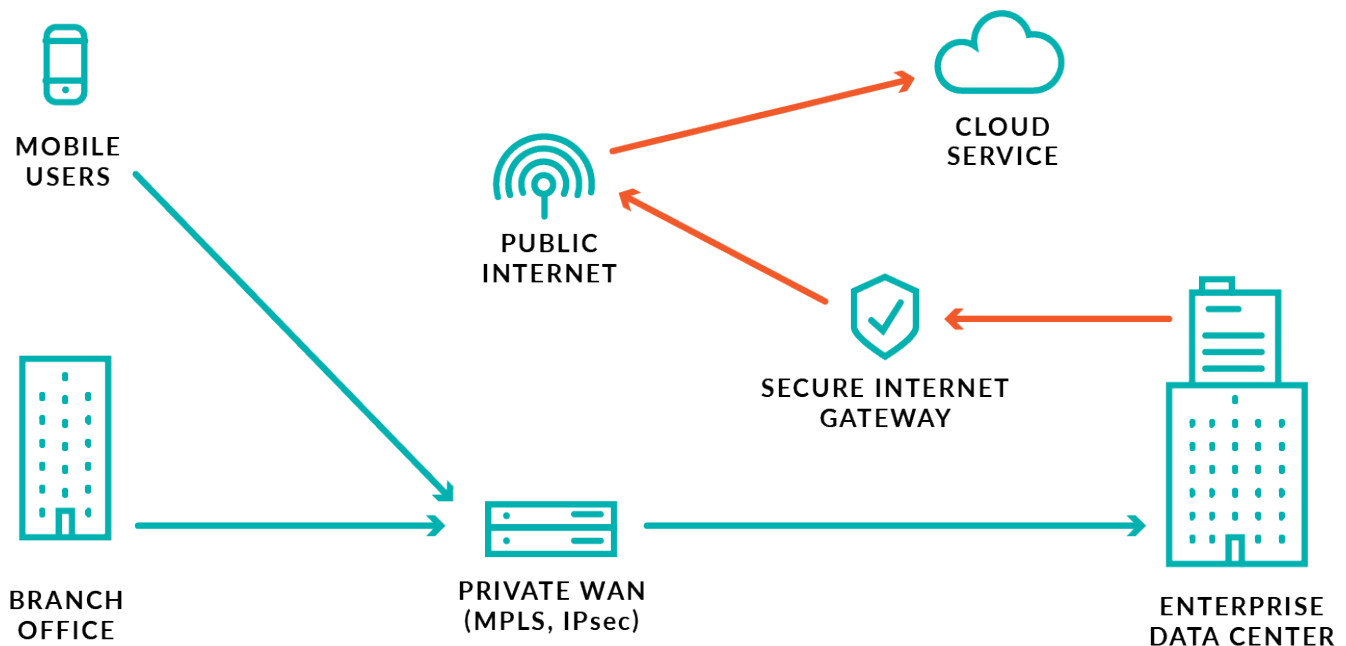 MOBILE
USERS
CLOUD
SERVICE
PUBLIC
INTERNET
SECURE INTERNET
GATEWAY
BRANCH
OFFICE
PRIVATE WAN
(MPLS, IPsec)
ENTERPRISE
DATA CENTER